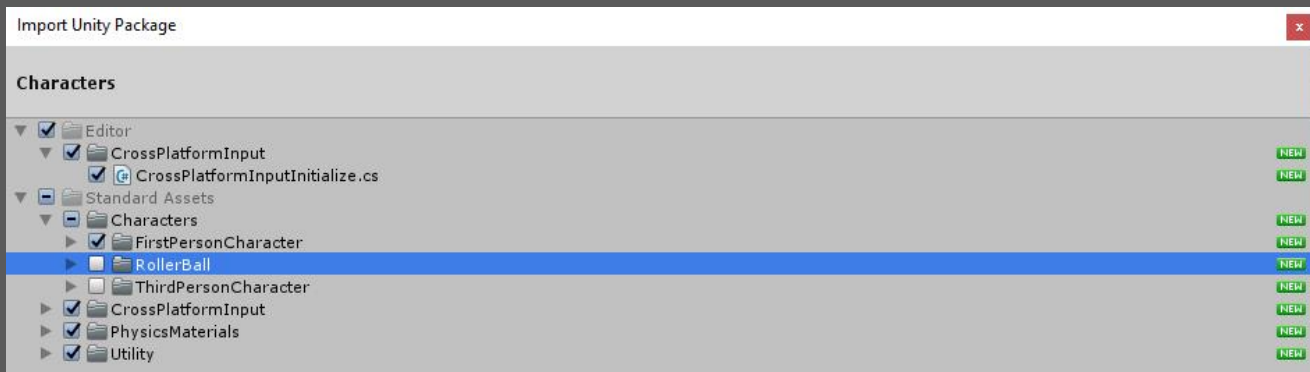 Import Unity Package
x
Characters
Editor
CrossPlatformInput NEW
CrossPlatformInputInitialize.cs NEW
Standard Assets
Characters NEW
FirstPersonCharacter NEW
RollerBall NEW
ThirdPersonCharacter NEW
CrossPlatformInput NEW
PhysicsMaterials NEW
Utility NEW